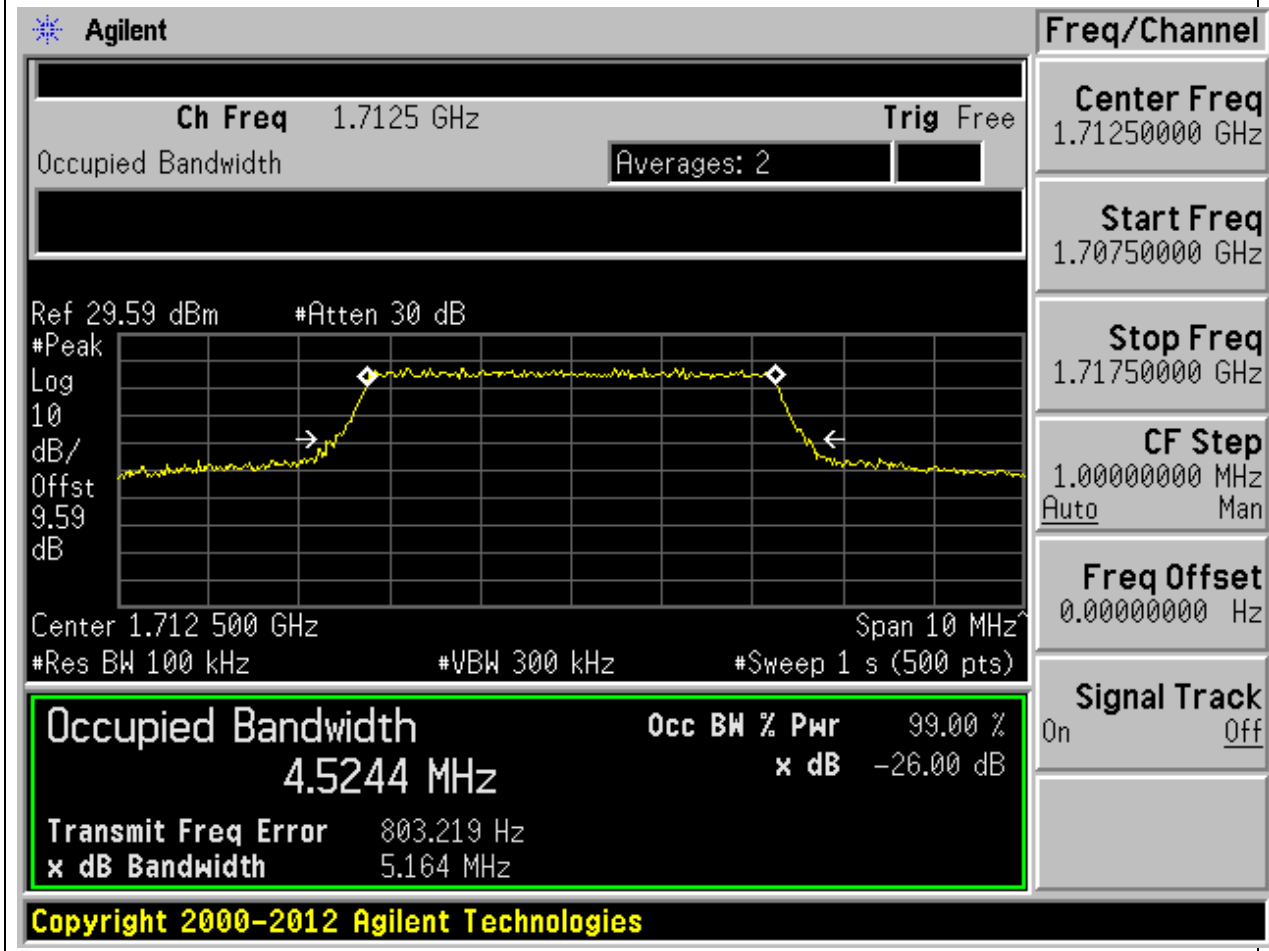 Agilent
Freq/Channel
Ch Freq 1.7125 GHz Trig Free
Occupied Bandwidth Averages: 2
Center Freq
1.71250000 GHz
Start Freq
1.70750000 GHz
Stop Freq
1.71750000 GHz
CF Step
1.00000000 MHz
Auto Man
Freq Offset
0.00000000 Hz
Signal Track
On Off
Ref 29.59 dBm #Atten 30 dB
#Peak
Log
10
dB/
Offst
9.59
dB
Center 1.712 500 GHz Span 10 MHz^
#Res BW 100 kHz #VBW 300 kHz #Sweep 1 s (500 pts)
Occupied Bandwidth Occ BW % Pwr 99.00 %
4.5244 MHz x dB -26.00 dB
Transmit Freq Error 803.219 Hz
x dB Bandwidth 5.164 MHz
Copyright 2000-2012 Agilent Technologies